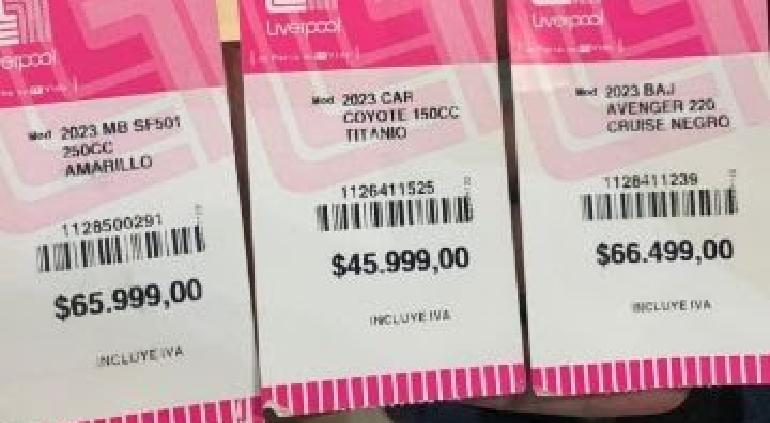 erpool
Mod 2023 MB SF501
250CC
AMARILLO
1128500291
$65.999,00
INCLUYE IVA
Liverpool
Mod 2023 CAR
COYOTE 150CC
TITANIO
1126411525
$45.999,00
INCLUYE IVA
Liverpool
Mod 2023 BAJ
AVENGER 220
CRUISE NEGRO
1128411239
$66.499,00
INCLUYE IVA